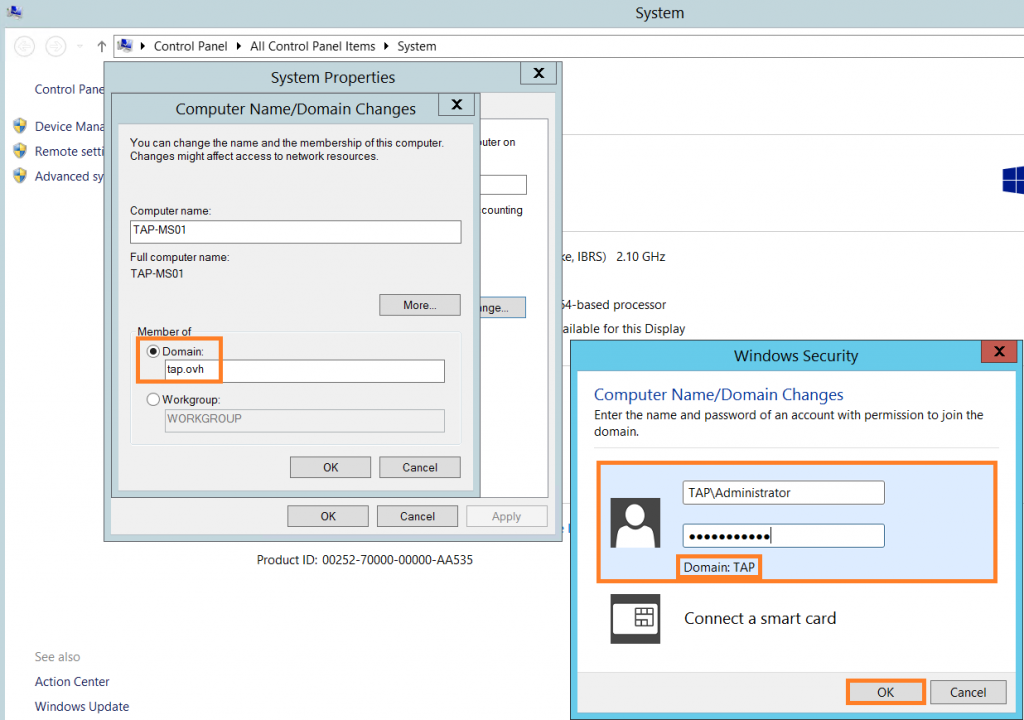 System
Control Panel ▸ All Control Panel Items ▸ System
Control Pane
Device Mana
Remote setti
Advanced sy
System Properties
X
Computer Name/Domain Changes
X
You can change the name and the membership of this computer.
Changes might affect access to network resources.
Computer name:
TAP-MS01
Full computer name:
TAP-MS01
More...
Member of
Domain:
tap.ovh
Workgroup:
WORKGROUP
OK
Cancel
OK
Cancel
Apply
puter on
counting
nge...
ke, IBRS) 2.10 GHz
64-based processor
ailable for this Display
Product ID: 00252-70000-00000-AA535
See also
Action Center
Windows Update
Windows Security
X
Computer Name/Domain Changes
Enter the name and password of an account with permission to join the
domain.
TAP\Administrator
●●●●●●●●●●●
Domain: TAP
Connect a smart card
OK
Cancel